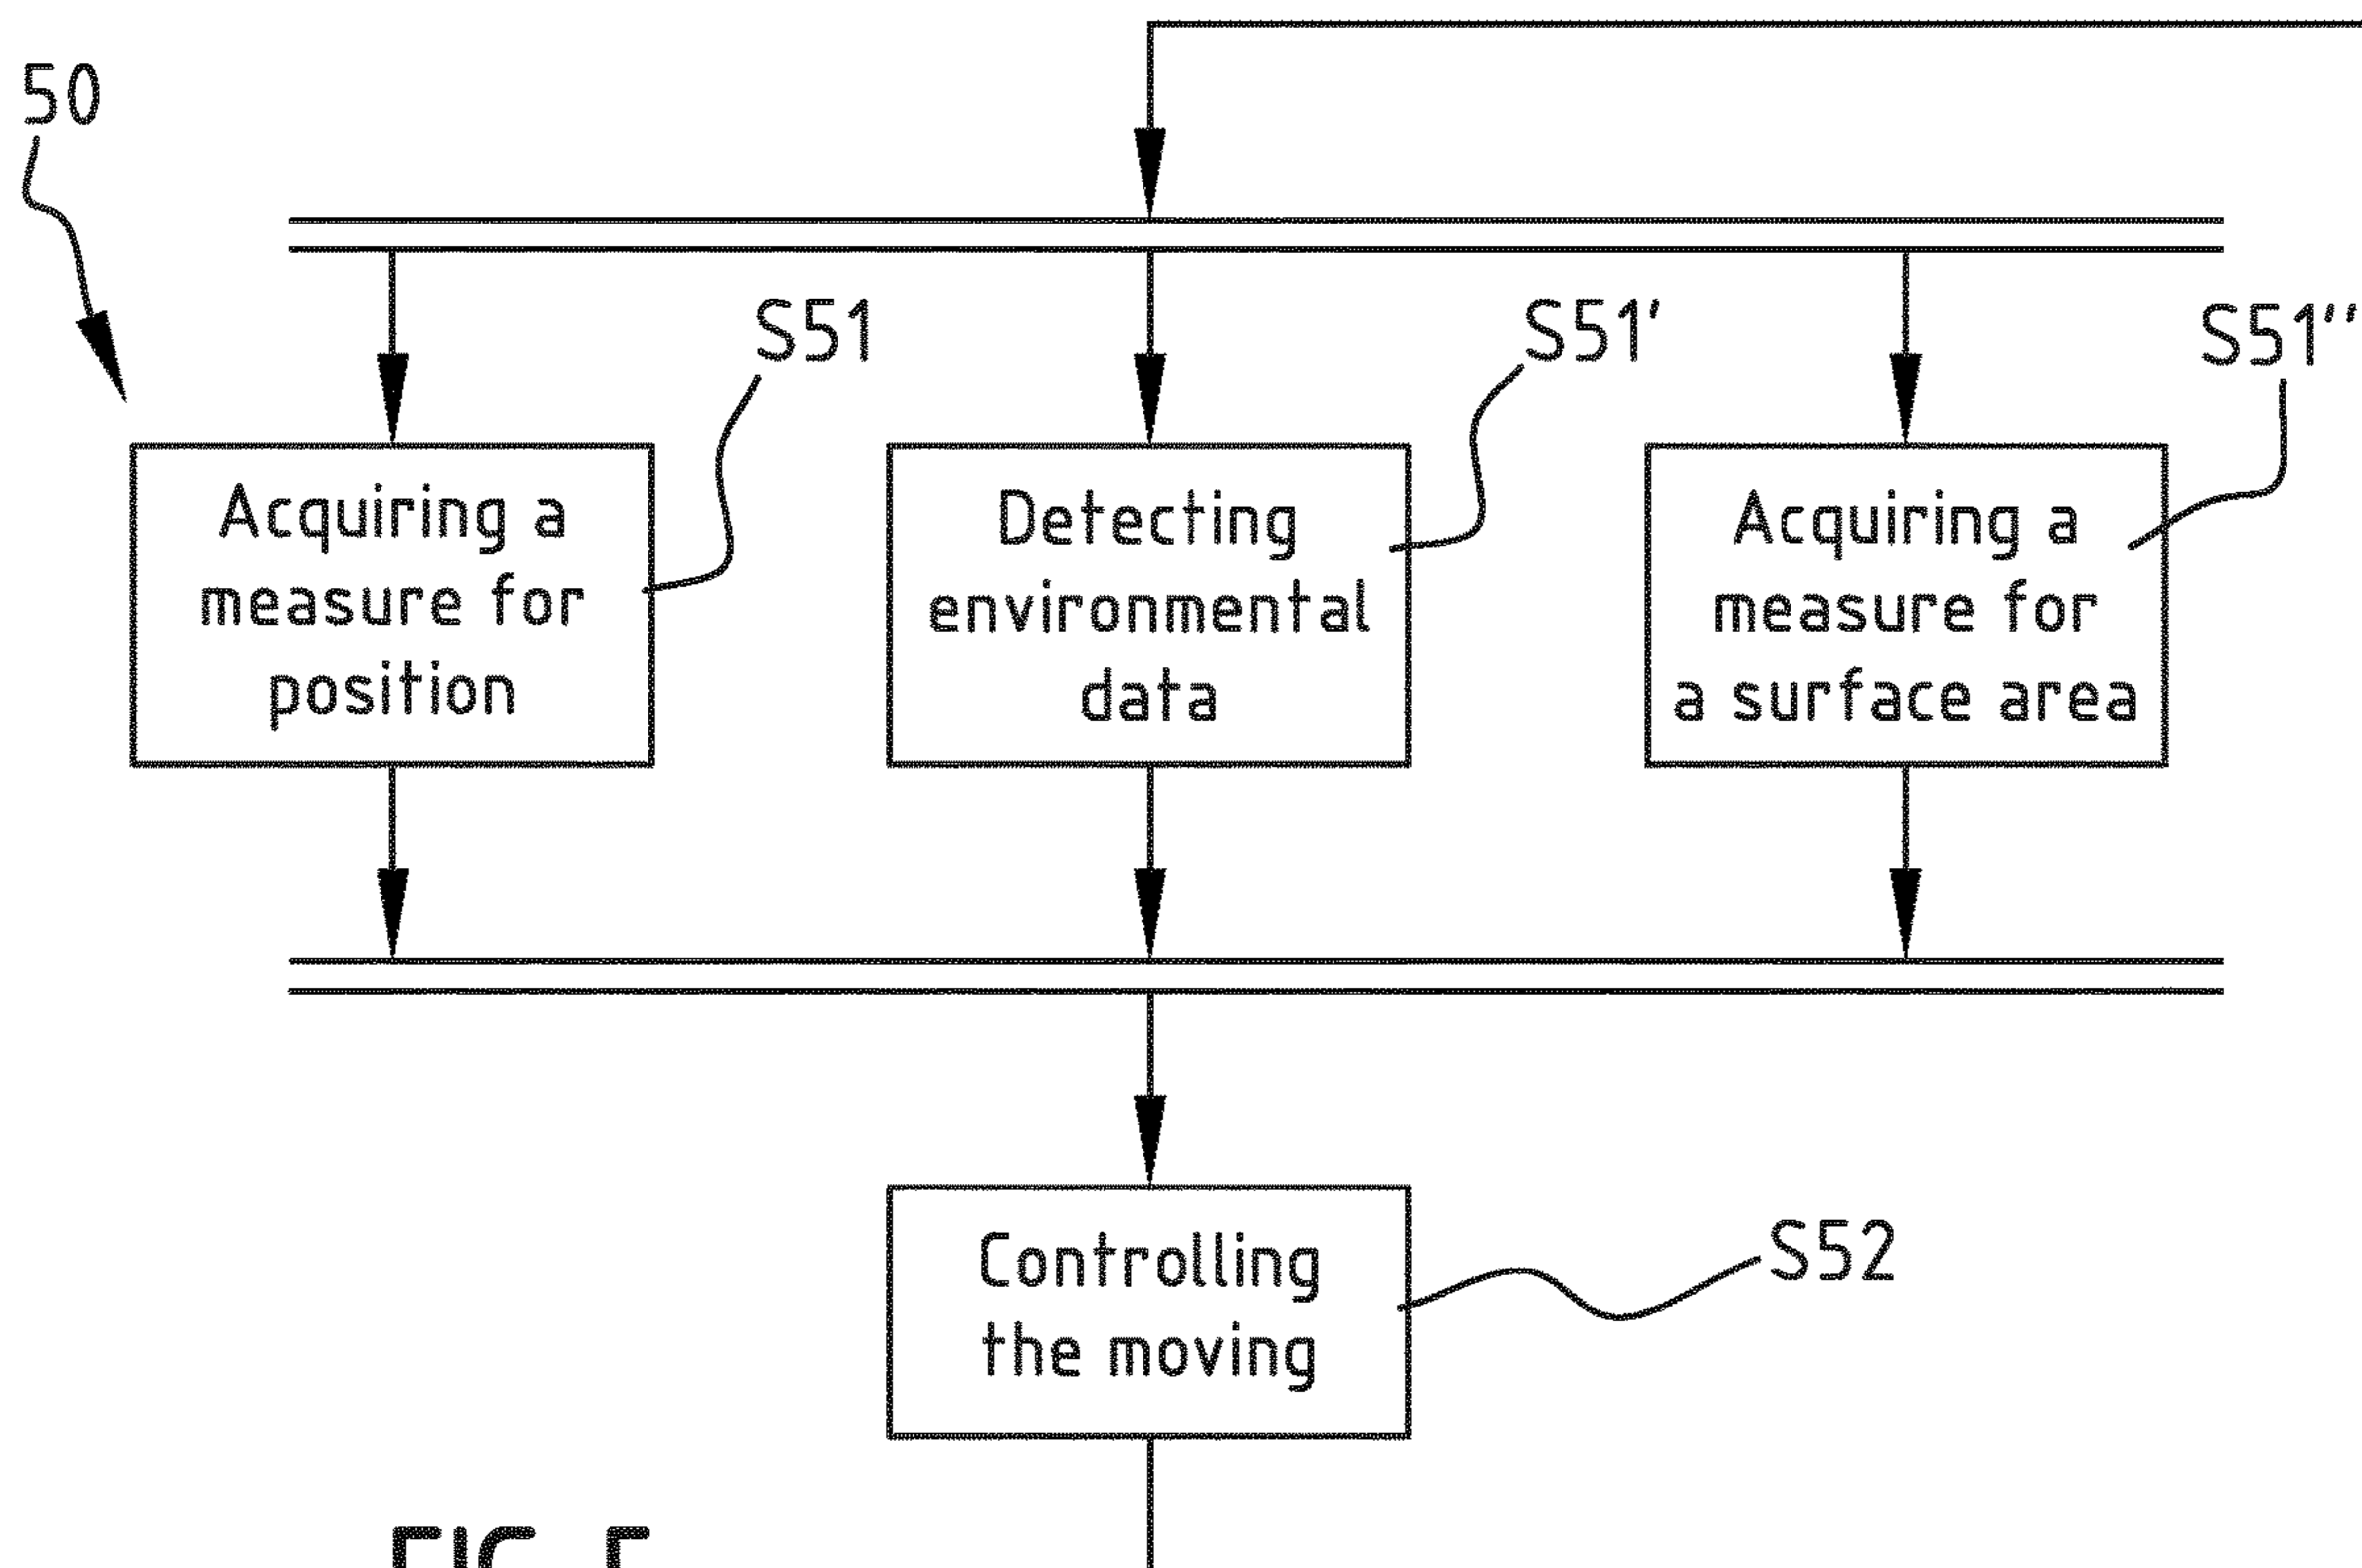 50
S51
S51'
S51''
Acquiring a
measure for
position
Detecting
environmental
data
Acquiring a
measure for
a surface area
Controlling
the moving
S52